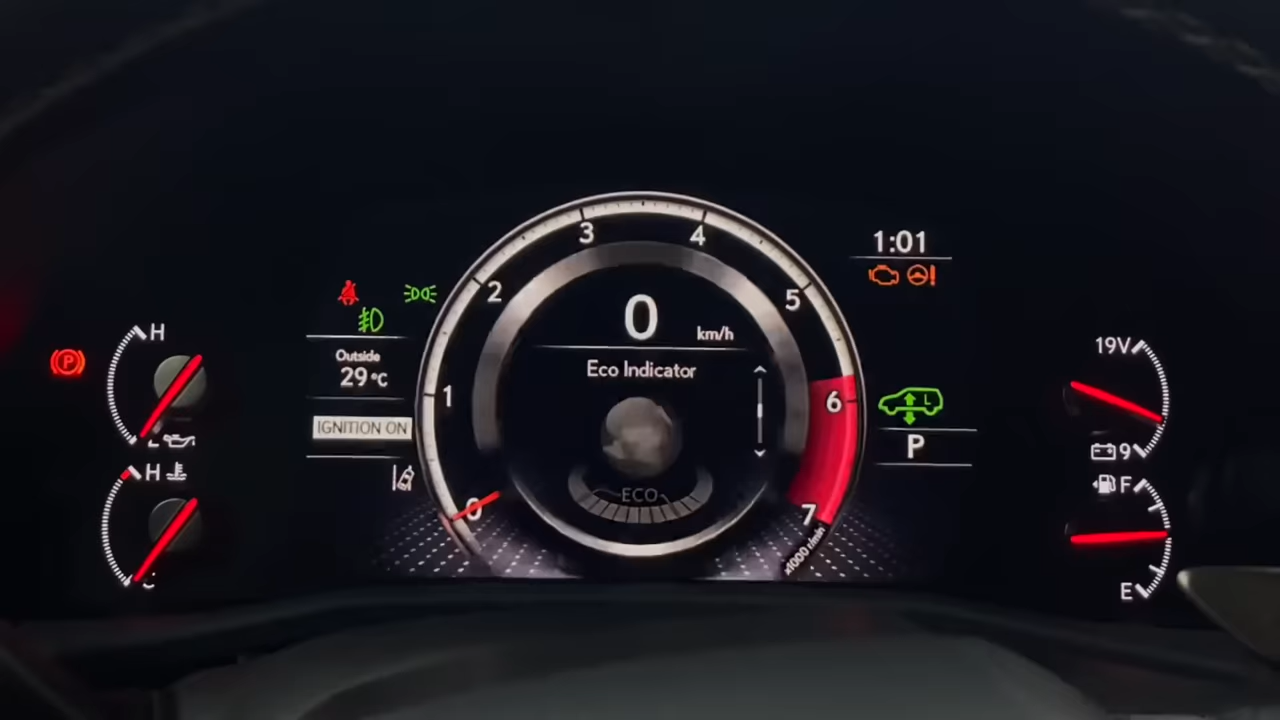 3
4
1:01
2
5
0
km/h
H
19V
Outside
29°C
Eco Indicator
P
1
6
L
IGNITION ON
P
9
H
F
ECO
0
7
x1000 r/min
E